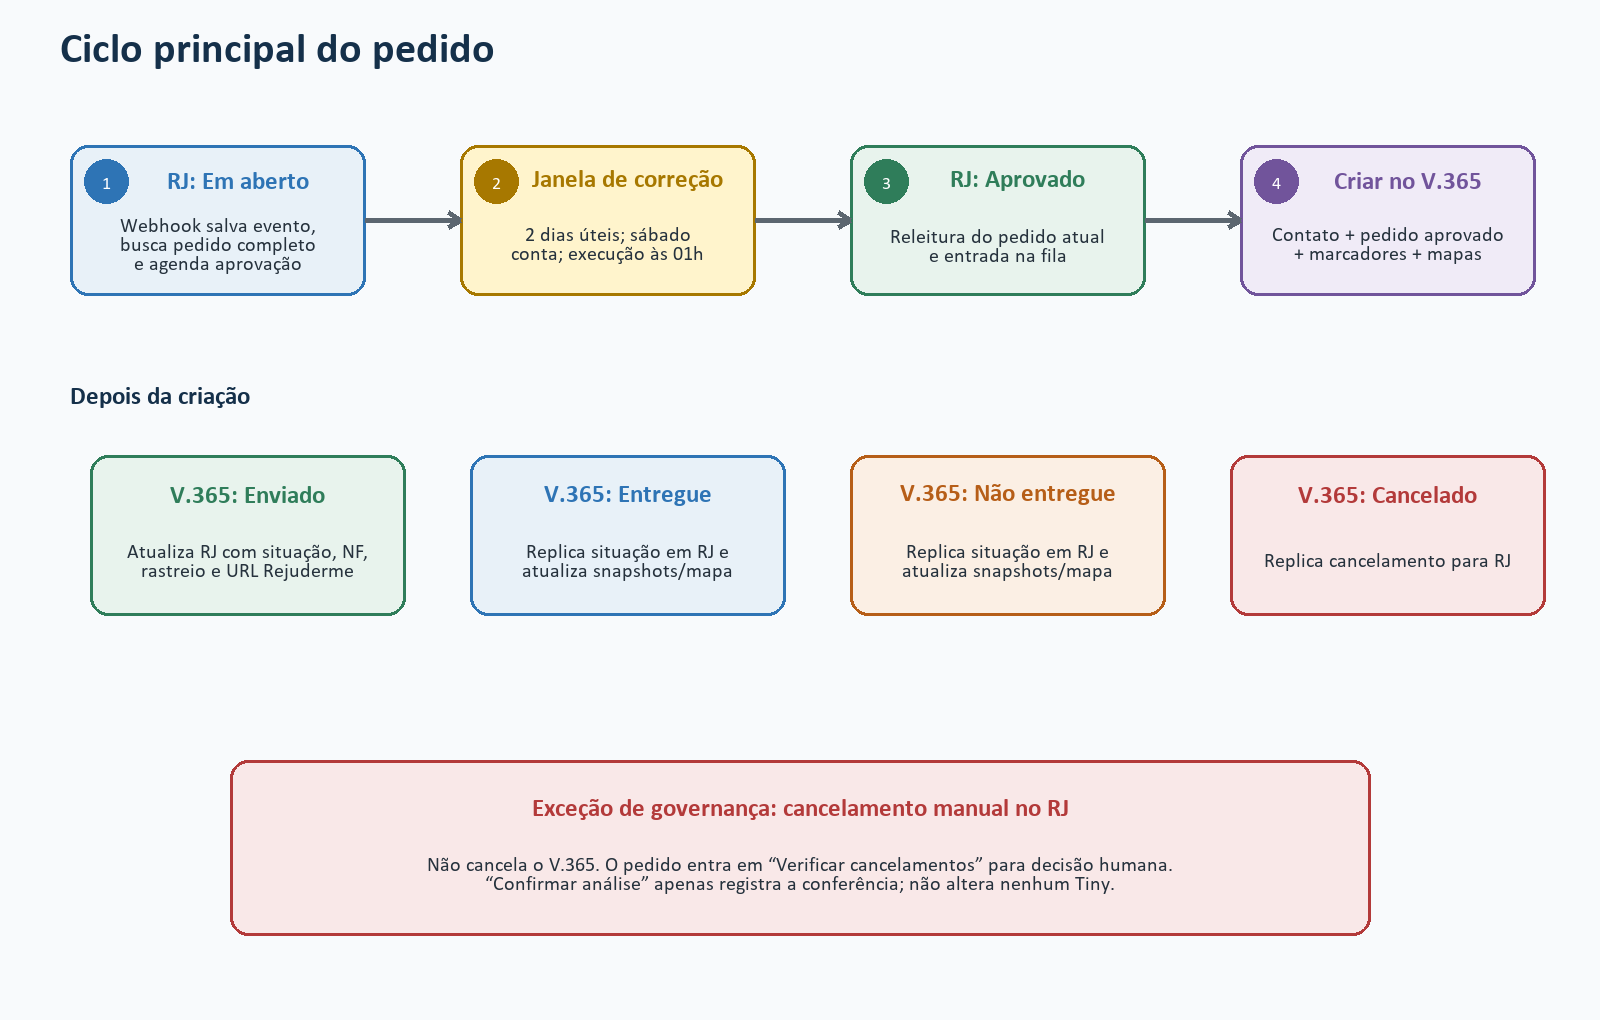 Ciclo principal do pedido
1
RJ: Em aberto
Webhook salva evento,
busca pedido completo
e agenda aprovação
2
Janela de correção
2 dias úteis; sábado
conta; execução às 01h
3
RJ: Aprovado
Releitura do pedido atual
e entrada na fila
4
Criar no V.365
Contato + pedido aprovado
+ marcadores + mapas
Depois da criação
V.365: Enviado
Atualiza RJ com situação, NF,
rastreio e URL Rejuderme
V.365: Entregue
Replica situação em RJ e
atualiza snapshots/mapa
V.365: Não entregue
Replica situação em RJ e
atualiza snapshots/mapa
V.365: Cancelado
Replica cancelamento para RJ
Exceção de governança: cancelamento manual no RJ
Não cancela o V.365. O pedido entra em “Verificar cancelamentos” para decisão humana.
“Confirmar análise” apenas registra a conferência; não altera nenhum Tiny.